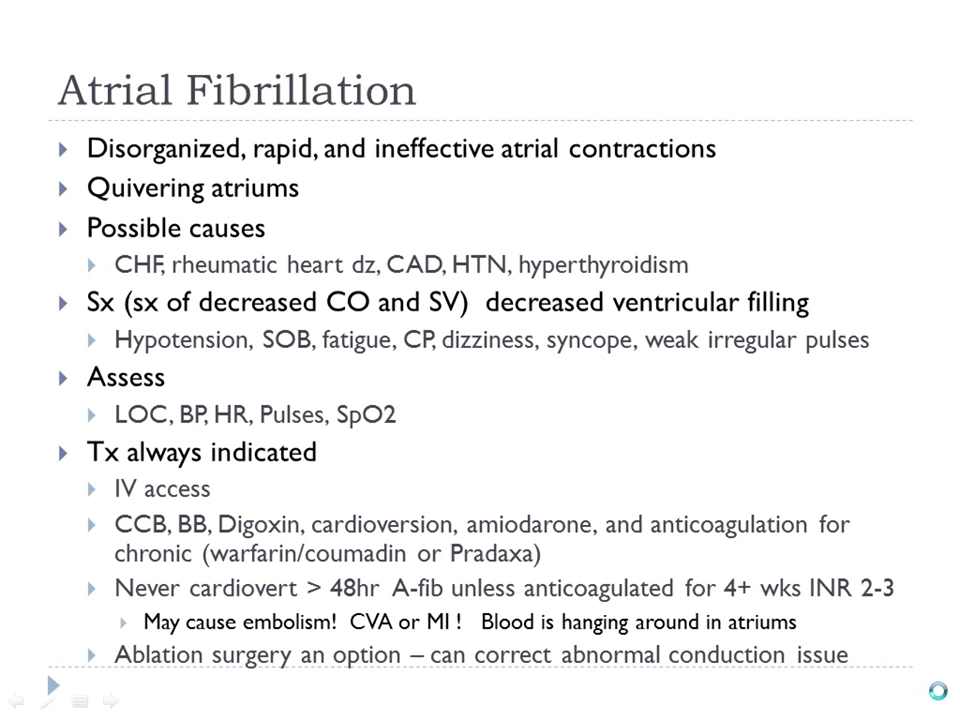 Atrial Fibrillation
Disorganized, rapid, and ineffective atrial contractions
Quivering atriums
Possible causes
CHF, rheumatic heart dz, CAD, HTN, hyperthyroidism
Sx (sx of decreased CO and SV)  decreased ventricular filling
Hypotension, SOB, fatigue, CP, dizziness, syncope, weak irregular pulses
Assess
LOC, BP, HR, Pulses, SpO2
Tx always indicated
IV access
CCB, BB, Digoxin, cardioversion, amiodarone, and anticoagulation for
chronic (warfarin/coumadin or Pradaxa)
Never cardiovert > 48hr  A-fib unless anticoagulated for 4+ wks INR 2-3
May cause embolism!  CVA or MI !   Blood is hanging around in atriums
Ablation surgery an option – can correct abnormal conduction issue